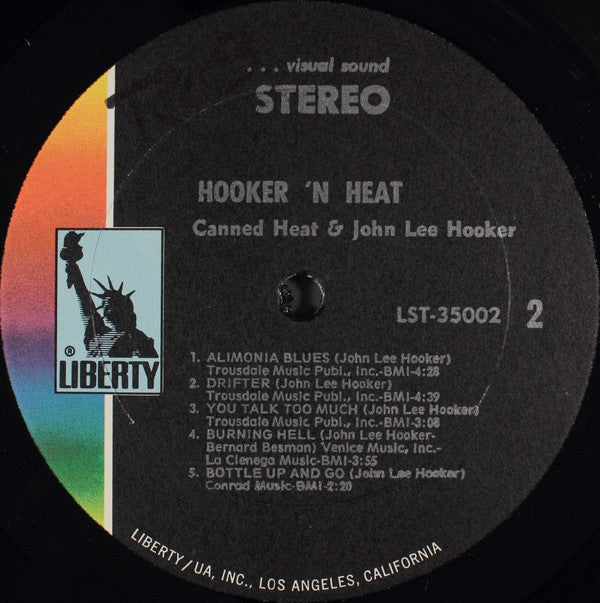 . . . visual sound
STEREO
HOOKER 'N HEAT
Canned Heat & John Lee Hooker
LST-35002 2
® LIBERTY
1. ALIMONIA BLUES (John Lee Hooker)
Trousdale Music Publ., Inc.-BMI-4:28
2. DRIFTER (John Lee Hooker)
Trousdale Music Publ., Inc.-BMI-4:39
3. YOU TALK TOO MUCH (John Lee Hooker)
Trousdale Music Publ., Inc.-BMI-3:08
4. BURNING HELL (John Lee Hooker-
Bernard Besman) Venice Music, Inc.-
La Cienega Music-BMI-3:55
5. BOTTLE UP AND GO (John Lee Hooker)
Conrad Music-BMI-2:20
LIBERTY/UA, INC., LOS ANGELES, CALIFORNIA